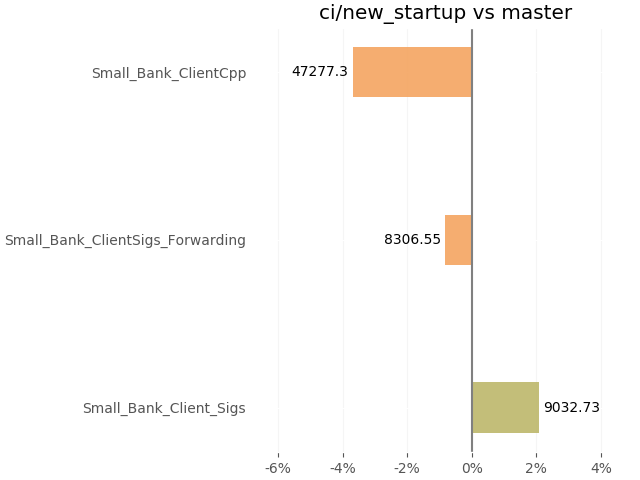 ci/new_startup vs master
Small_Bank_ClientCpp
47277.3
Small_Bank_ClientSigs_Forwarding
8306.55
Small_Bank_Client_Sigs
9032.73
-6% -4% -2% 0% 2% 4%